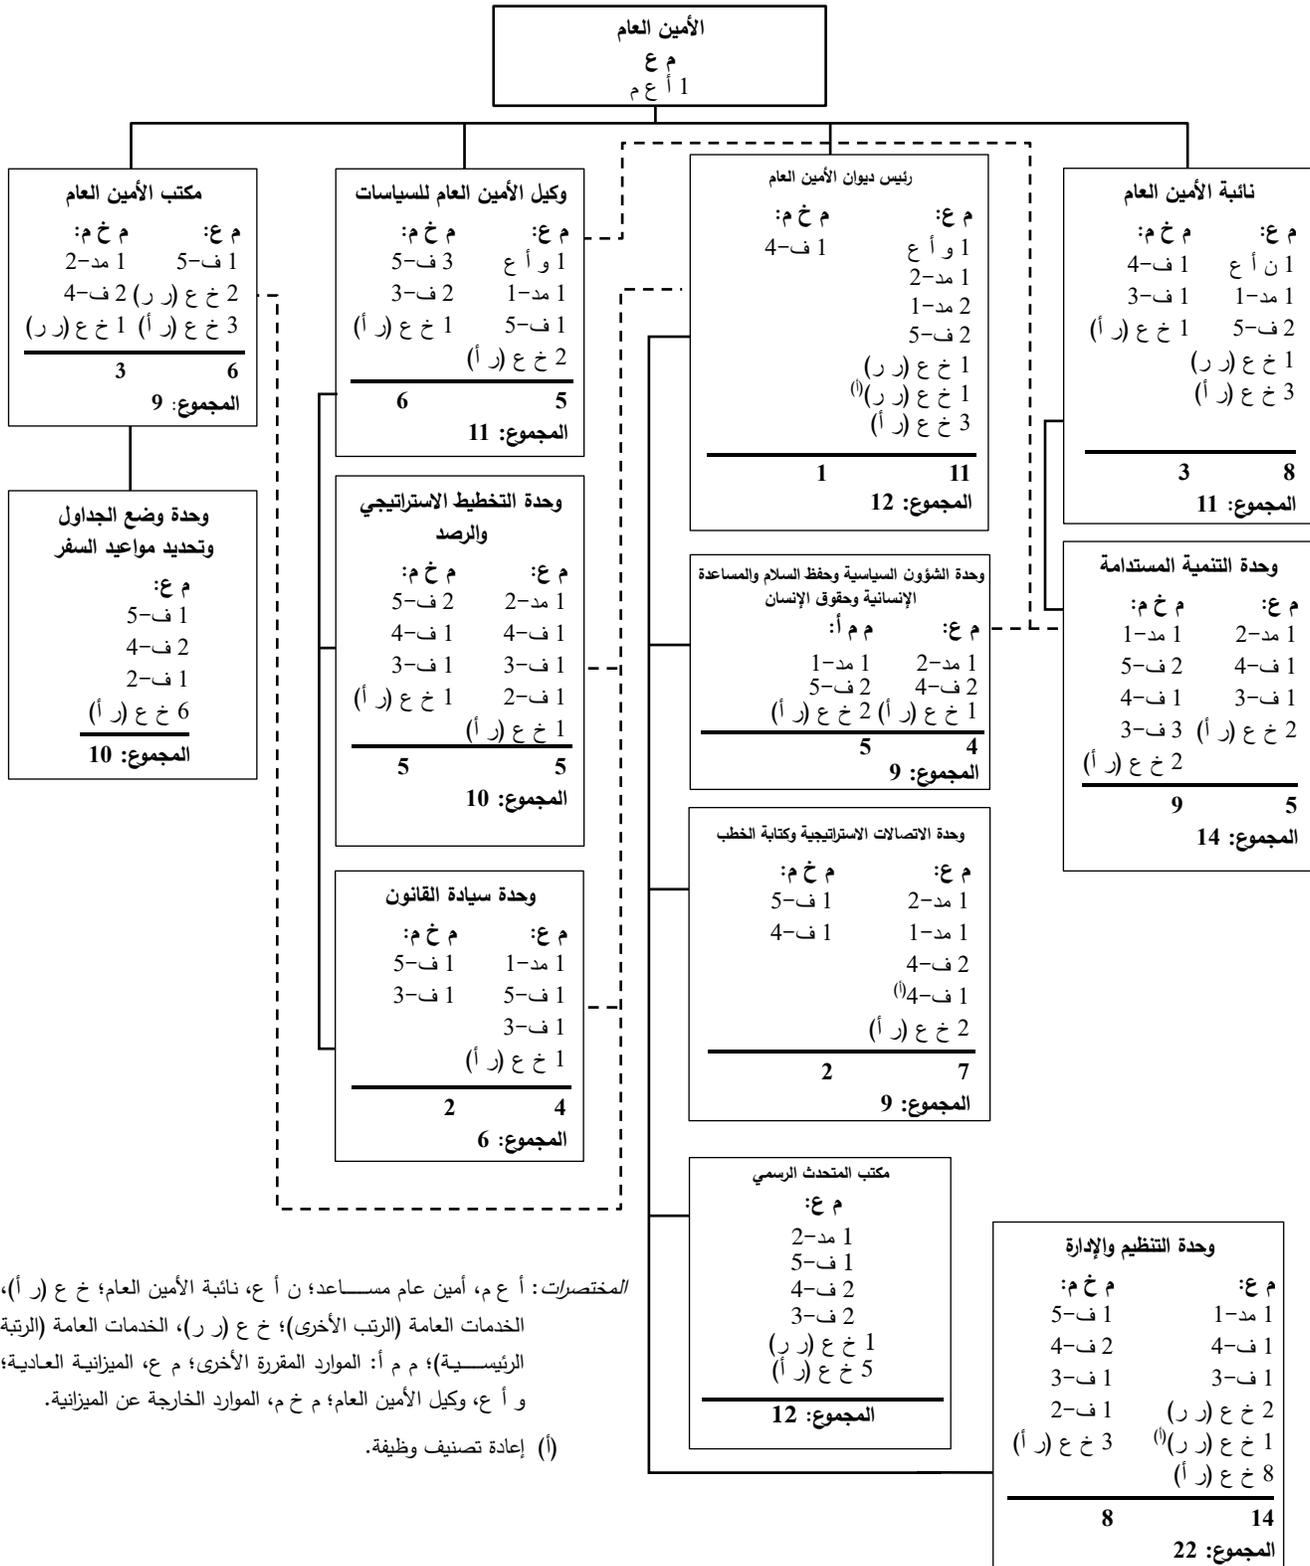 الأمين العام
م ع
1 أ ع م
نائبة الأمين العام
م ع: م خ م:
1 ن أ ع 1 ف-4
1 مد-1 1 ف-3
2 ف-5 1 خ ع (ر أ)
1 خ ع (ر ر)
3 خ ع (ر أ)
8 3
المجموع: 11
وحدة التنمية المستدامة
م ع: م خ م:
1 مد-2 1 مد-1
1 ف-4 2 ف-5
1 ف-3 1 ف-4
2 خ ع (ر أ) 3 ف-3
2 خ ع (ر أ)
5 9
المجموع: 14
رئيس ديوان الأمين العام
م ع: م خ م:
1 و أ ع 1 ف-4
1 مد-2
2 مد-1
2 ف-5
1 خ ع (ر ر)
1 خ ع (ر ر)(أ)
3 خ ع (ر أ)
11 1
المجموع: 12
وحدة الشؤون السياسية وحفظ السلام والمساعدة
الإنسانية وحقوق الإنسان
م ع: م م أ:
1 مد-2 1 مد-1
2 ف-4 2 ف-5
1 خ ع (ر أ) 2 خ ع (ر أ)
4 5
المجموع: 9
وحدة الاتصالات الاستراتيجية وكتابة الخطب
م ع: م خ م:
1 مد-2 1 ف-5
1 مد-1 1 ف-4
2 ف-4
1 ف-4(أ)
2 خ ع (ر أ)
7 2
المجموع: 9
مكتب المتحدث الرسمي
م ع:
1 مد-2
1 ف-5
2 ف-4
2 ف-3
1 خ ع (ر ر)
5 خ ع (ر أ)
المجموع: 12
وحدة التنظيم والإدارة
م ع: م خ م:
1 مد-1 1 ف-5
1 ف-4 2 ف-4
1 ف-3 1 ف-3
2 خ ع (ر ر) 1 ف-2
1 خ ع (ر ر)(أ) 3 خ ع (ر أ)
8 خ ع (ر أ)
14 8
المجموع: 22
وكيل الأمين العام للسياسات
م ع: م خ م:
1 و أ ع 3 ف-5
1 مد-1 2 ف-3
1 ف-5 1 خ ع (ر أ)
2 خ ع (ر أ)
5 6
المجموع: 11
وحدة التخطيط الاستراتيجي
والرصد
م ع: م خ م:
1 مد-2 2 ف-5
1 ف-4 1 ف-4
1 ف-3 1 ف-3
1 ف-2 1 خ ع (ر أ)
1 خ ع (ر أ)
5 5
المجموع: 10
وحدة سيادة القانون
م ع: م خ م:
1 مد-1 1 ف-5
1 ف-5 1 ف-3
1 ف-3
1 خ ع (ر أ)
4 2
المجموع: 6
مكتب الأمين العام
م ع: م خ م:
1 ف-5 1 مد-2
2 خ ع (ر ر) 2 ف-4
3 خ ع (ر أ) 1 خ ع (ر ر)
6 3
المجموع: 9
وحدة وضع الجداول
وتحديد مواعيد السفر
م ع:
1 ف-5
2 ف-4
1 ف-2
6 خ ع (ر أ)
المجموع: 10
المختصرات: أ ع م، أمين عام مساعد؛ ن أ ع، نائبة الأمين العام؛ خ ع (ر أ)،
الخدمات العامة (الرتب الأخرى)؛ خ ع (ر ر)، الخدمات العامة (الرتبة
الرئيسية)؛ م م أ: الموارد المقررة الأخرى؛ م ع، الميزانية العادية؛
و أ ع، وكيل الأمين العام؛ م خ م، الموارد الخارجة عن الميزانية.
(أ) إعادة تصنيف وظيفة.